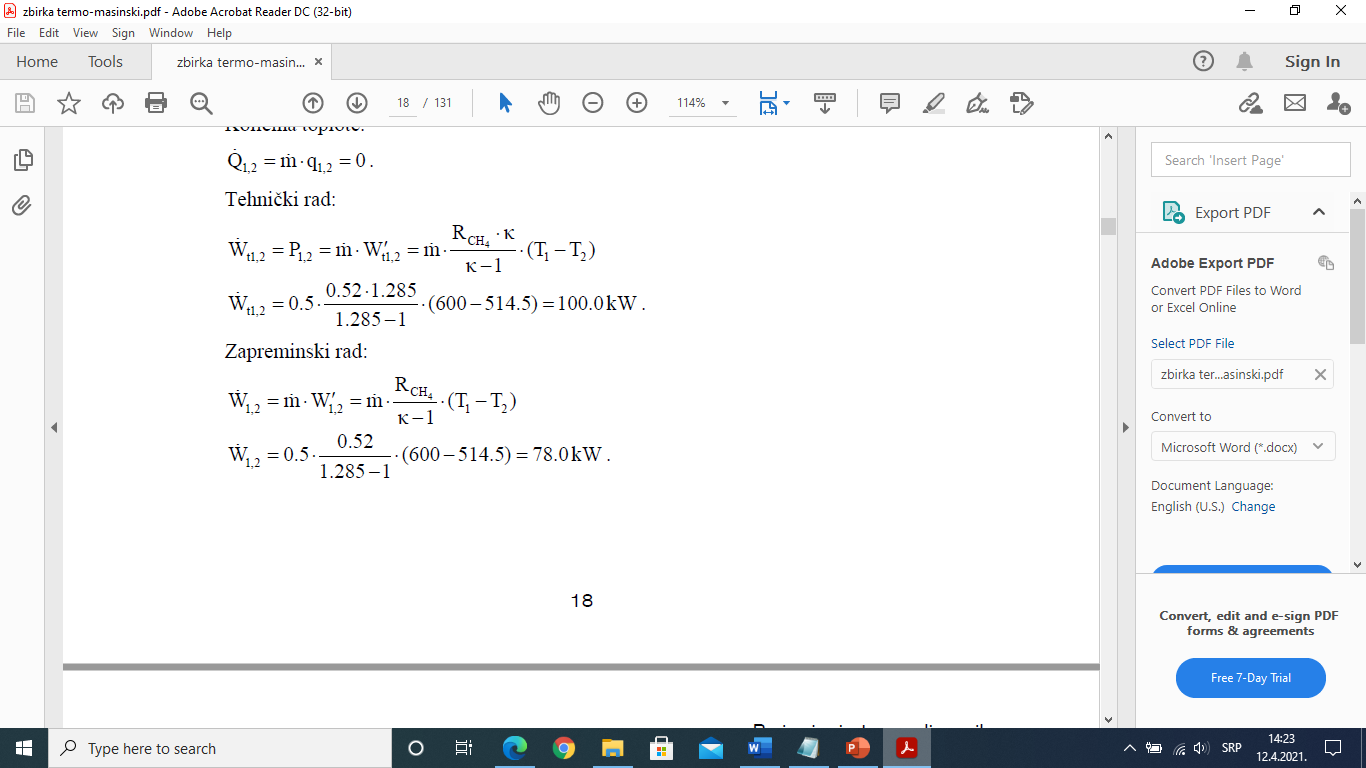 zbirka termo-masinski.pdf - Adobe Acrobat Reader DC (32-bit)
File Edit View Sign Window Help
Home Tools zbirka termo-masin... ×
Sign In
18 / 131
114%
Količina toplote:
Q̇1,2 = ṁ · q1,2 = 0 .
Tehnički rad:
Ẇt1,2 = P1,2 = ṁ · W′t1,2 = ṁ · (R_CH4 · κ)/(κ − 1) · (T1 − T2)
Ẇt1,2 = 0.5 · (0.52 · 1.285)/(1.285 − 1) · (600 − 514.5) = 100.0 kW .
Zapreminski rad:
Ẇ1,2 = ṁ · W′1,2 = ṁ · R_CH4/(κ − 1) · (T1 − T2)
Ẇ1,2 = 0.5 · 0.52/(1.285 − 1) · (600 − 514.5) = 78.0 kW .
18
Search 'Insert Page'
Export PDF
Adobe Export PDF
Convert PDF Files to Word
or Excel Online
Select PDF File
zbirka ter...asinski.pdf
Convert to
Microsoft Word (*.docx)
Document Language:
English (U.S.) Change
Convert, edit and e-sign PDF
forms & agreements
Free 7-Day Trial
Type here to search
SRP
14:23
12.4.2021.